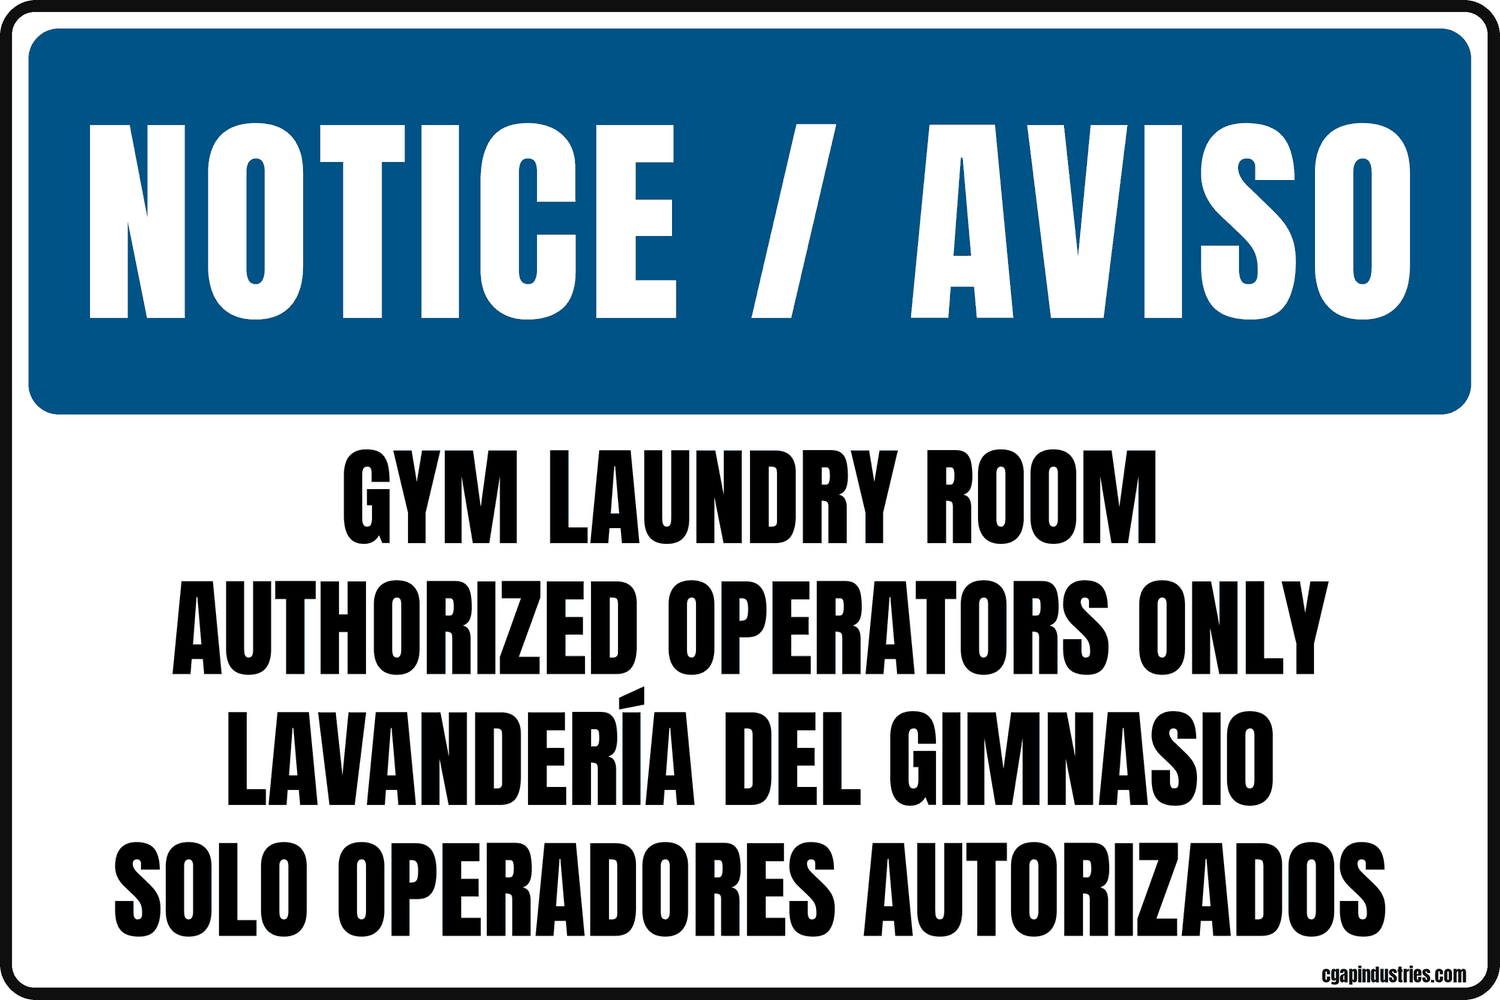 NOTICE / AVISO
GYM LAUNDRY ROOM
AUTHORIZED OPERATORS ONLY
LAVANDERÍA DEL GIMNASIO
SOLO OPERADORES AUTORIZADOS
cgapindustries.com